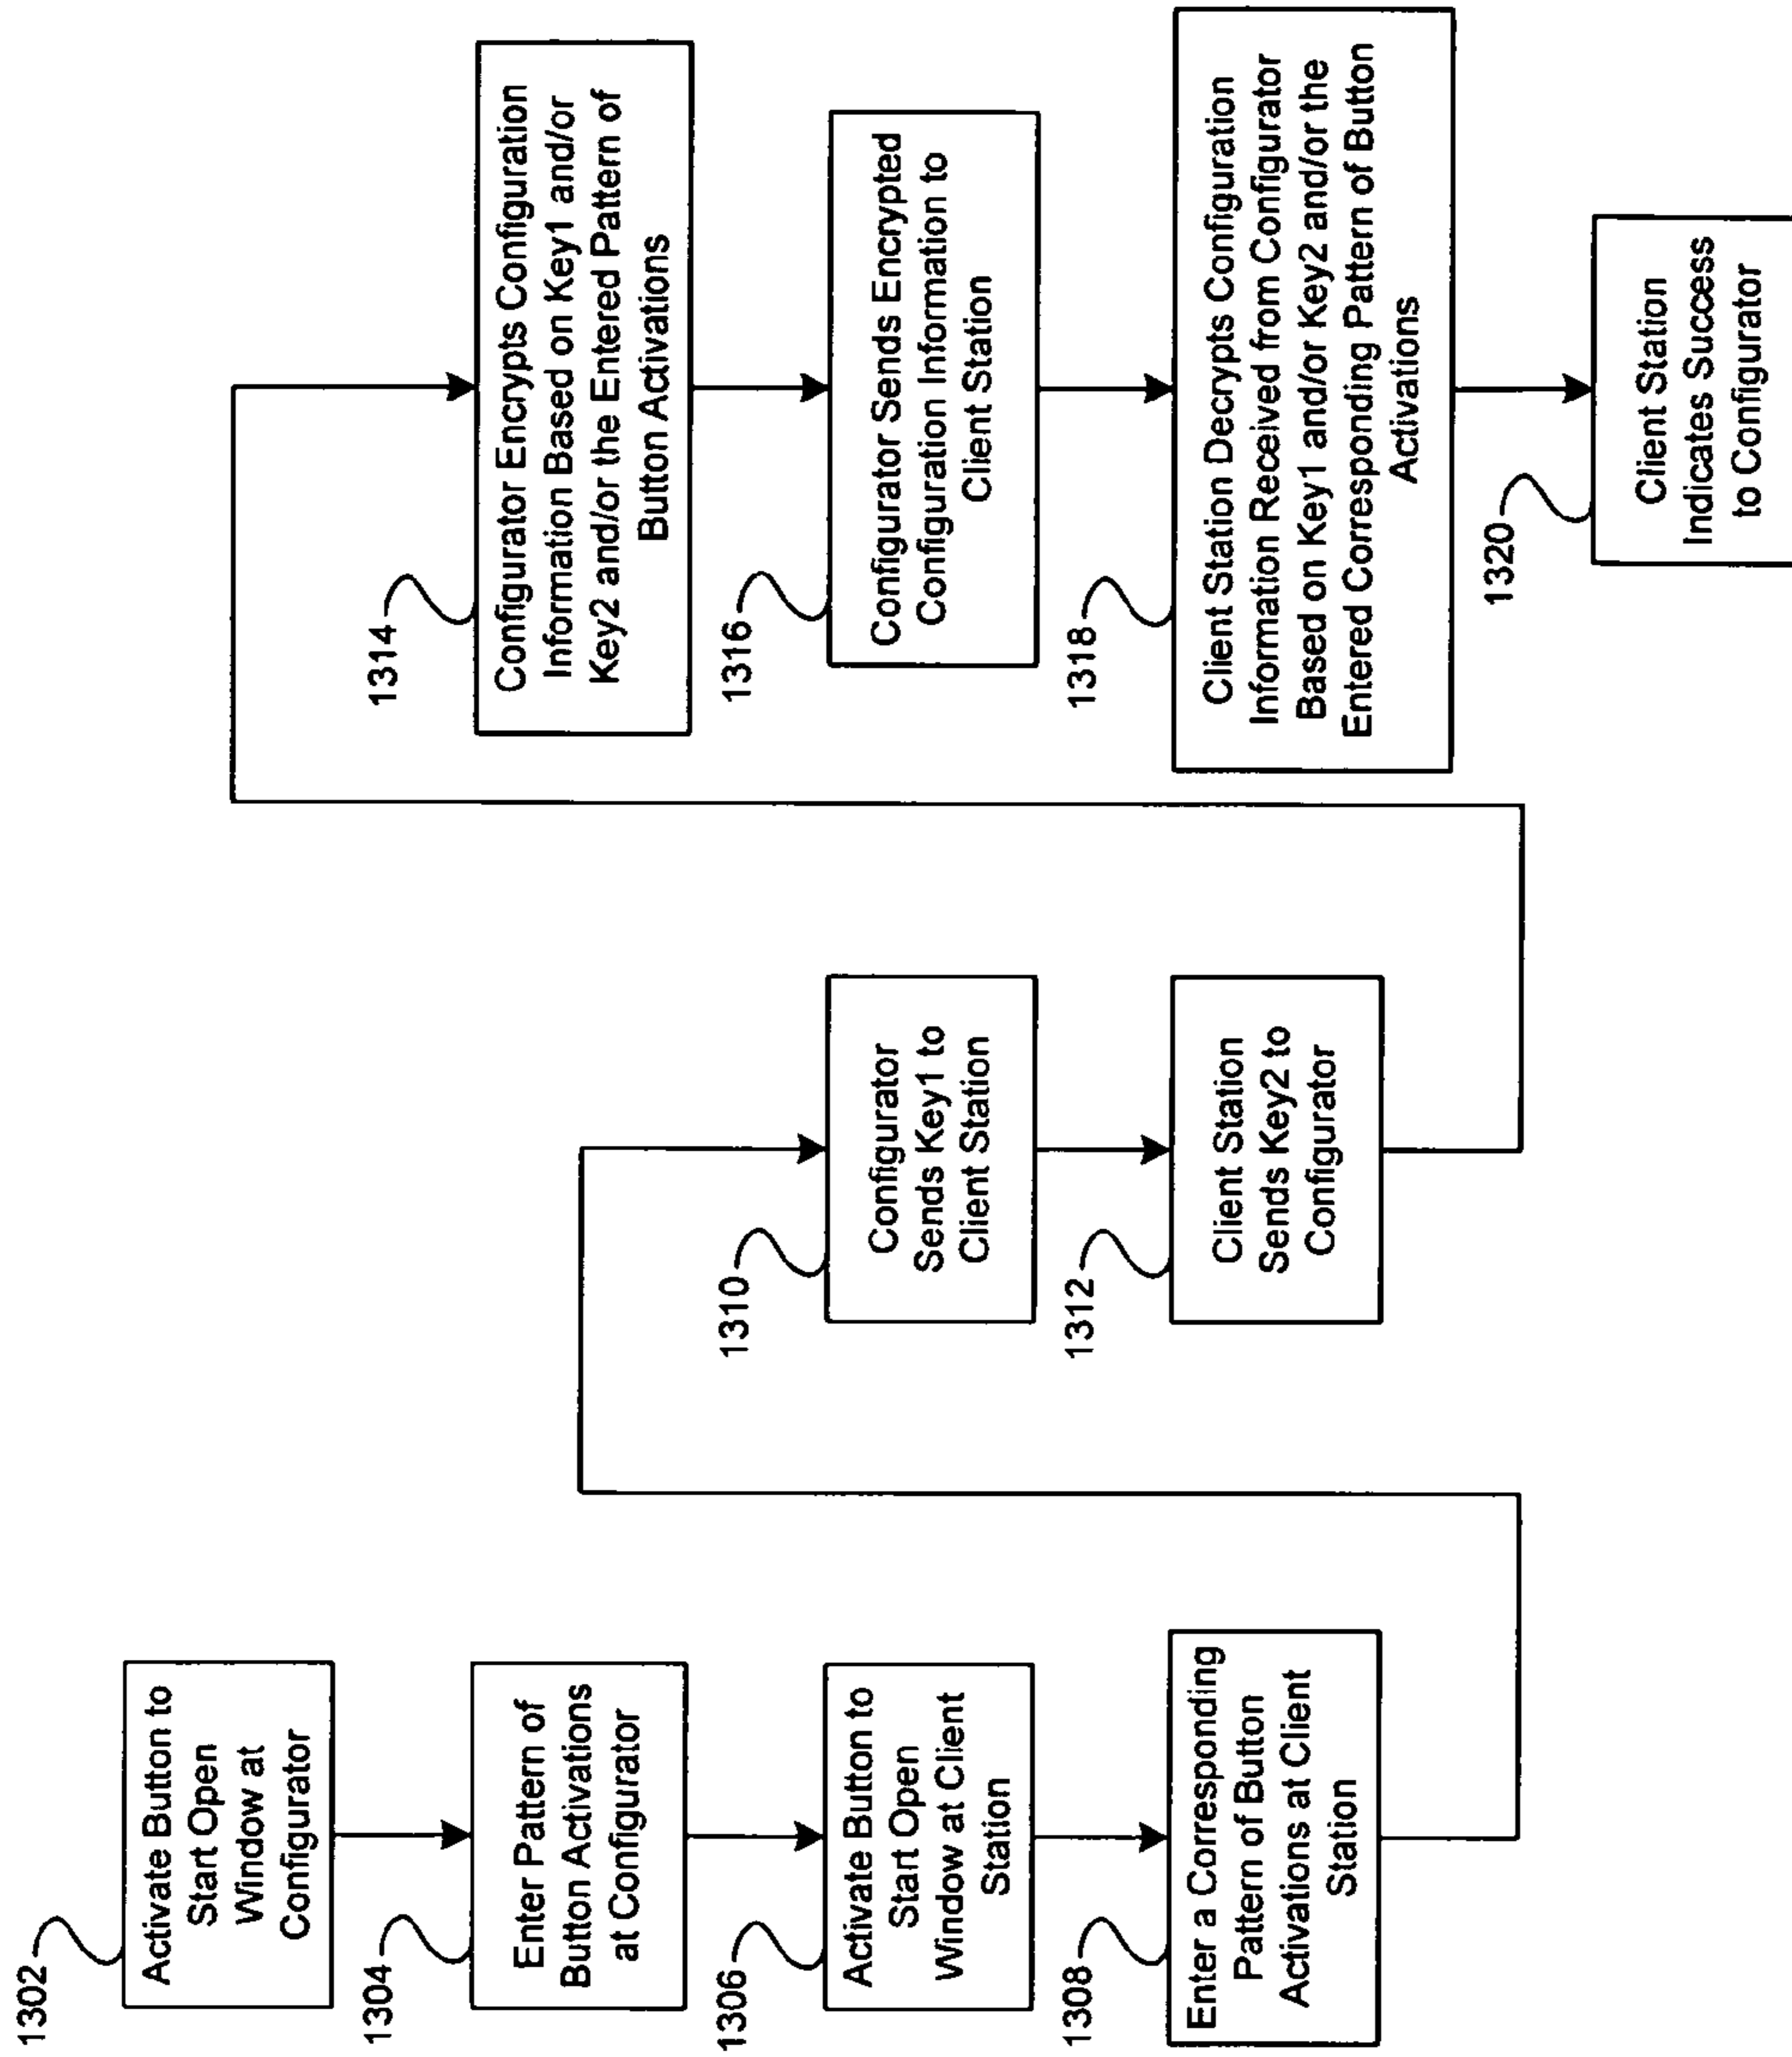 1302
Activate Button to
Start Open
Window at
Configurator
1304
Enter Pattern of
Button Activations
at Configurator
1306
Activate Button to
Start Open
Window at Client
Station
1308
Enter a Corresponding
Pattern of Button
Activations at Client
Station
1310
Configurator
Sends Key1 to
Client Station
1312
Client Station
Sends Key2 to
Configurator
1314
Configurator Encrypts Configuration
Information Based on Key1 and/or
Key2 and/or the Entered Pattern of
Button Activations
1316
Configurator Sends Encrypted
Configuration Information to
Client Station
1318
Client Station Decrypts Configuration
Information Received from Configurator
Based on Key1 and/or Key2 and/or the
Entered Corresponding Pattern of Button
Activations
1320
Client Station
Indicates Success
to Configurator